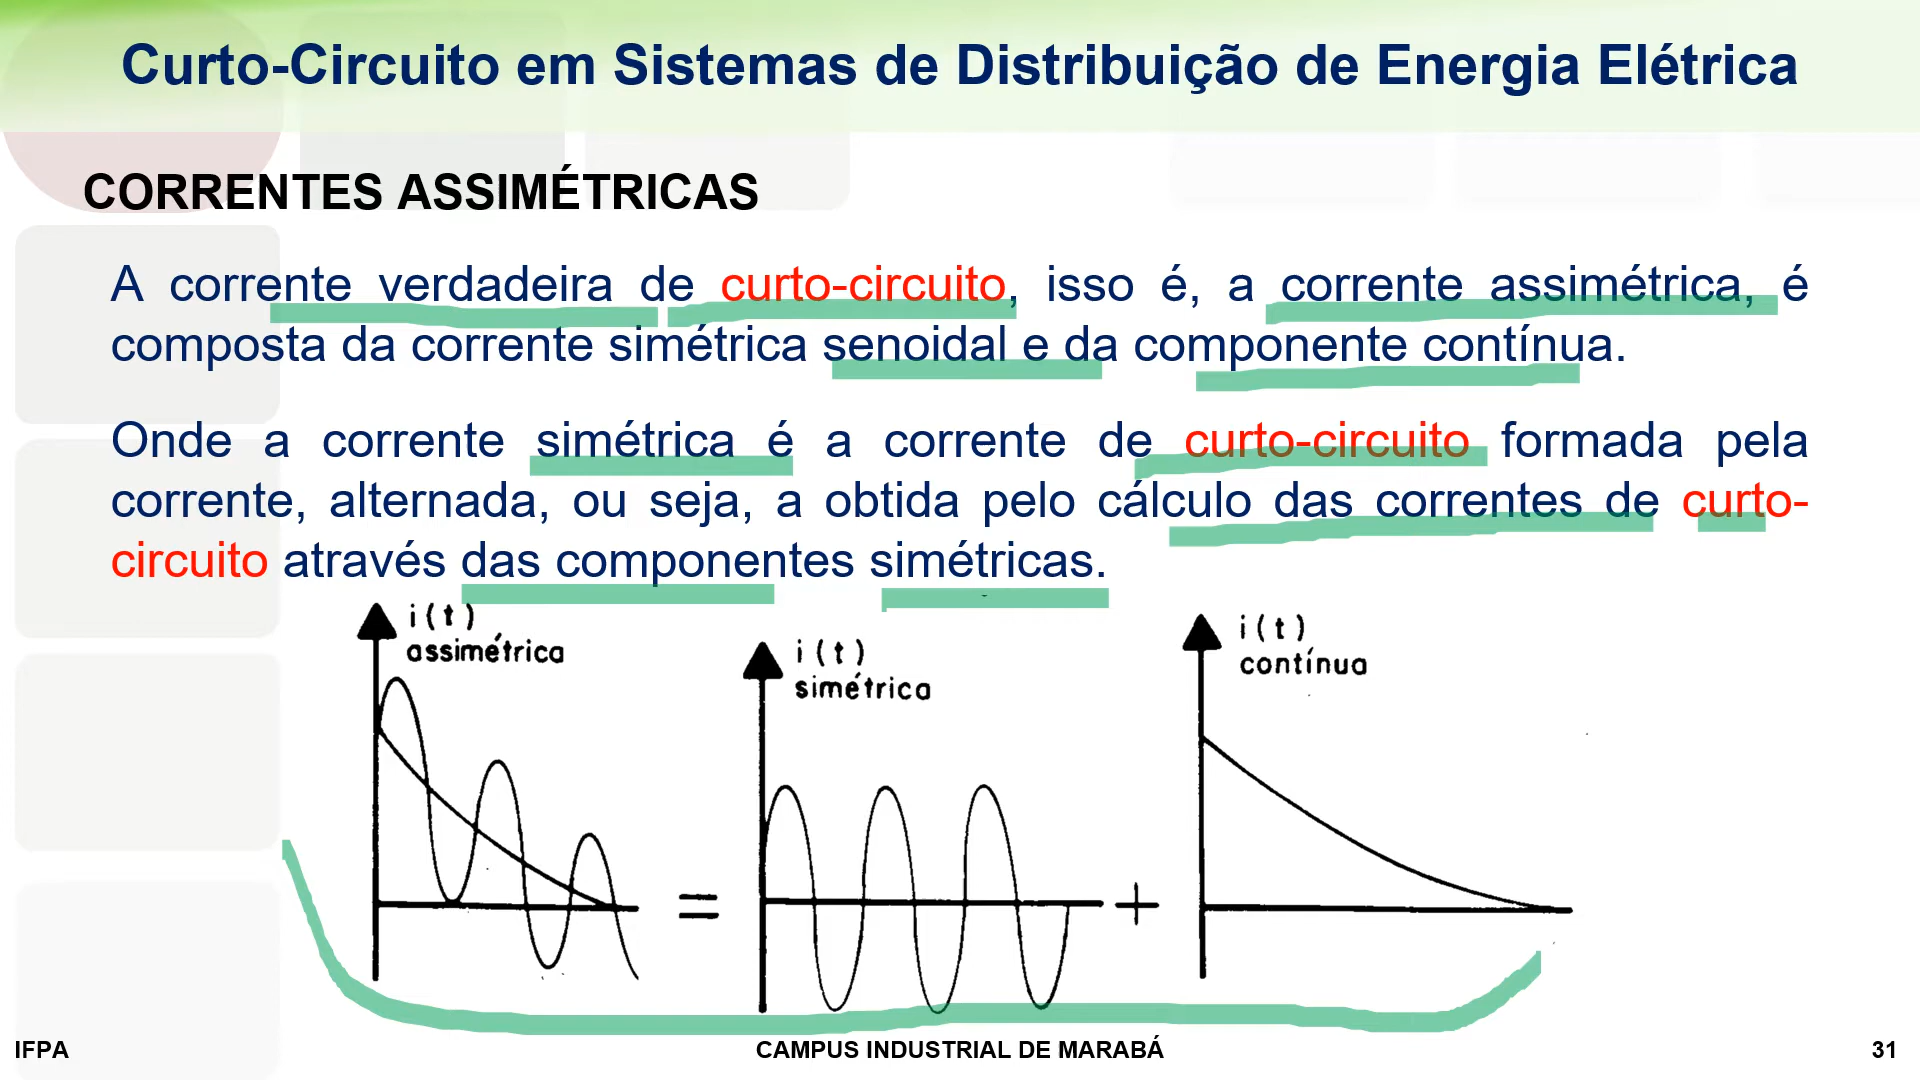 Curto-Circuito em Sistemas de Distribuição de Energia Elétrica
CORRENTES ASSIMÉTRICAS
A corrente verdadeira de curto-circuito, isso é, a corrente assimétrica, é
composta da corrente simétrica senoidal e da componente contínua.
Onde a corrente simétrica é a corrente de curto-circuito formada pela
corrente, alternada, ou seja, a obtida pelo cálculo das correntes de curto-
circuito através das componentes simétricas.
i(t)
assimétrica
=
i(t)
simétrica
+
i(t)
contínua
IFPA
CAMPUS INDUSTRIAL DE MARABÁ
31